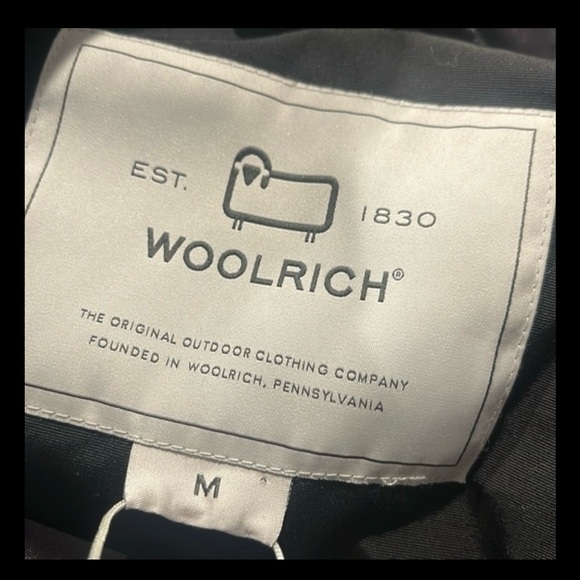 EST. 1830
WOOLRICH®
THE ORIGINAL OUTDOOR CLOTHING COMPANY
FOUNDED IN WOOLRICH, PENNSYLVANIA
M